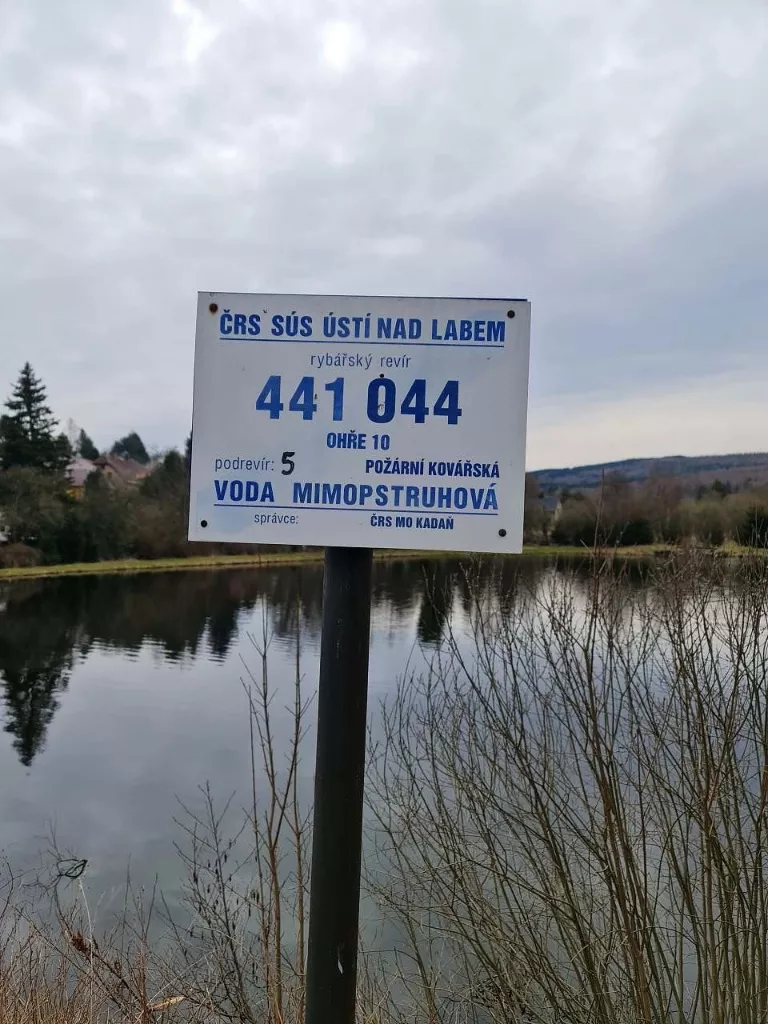 ČRS SÚS ÚSTÍ NAD LABEM
rybářský revír
441 044
OHŘE 10
podrevír: 5 POŽÁRNÍ KOVÁŘSKÁ
VODA MIMOPSTRUHOVÁ
správce: ČRS MO KADAŇ